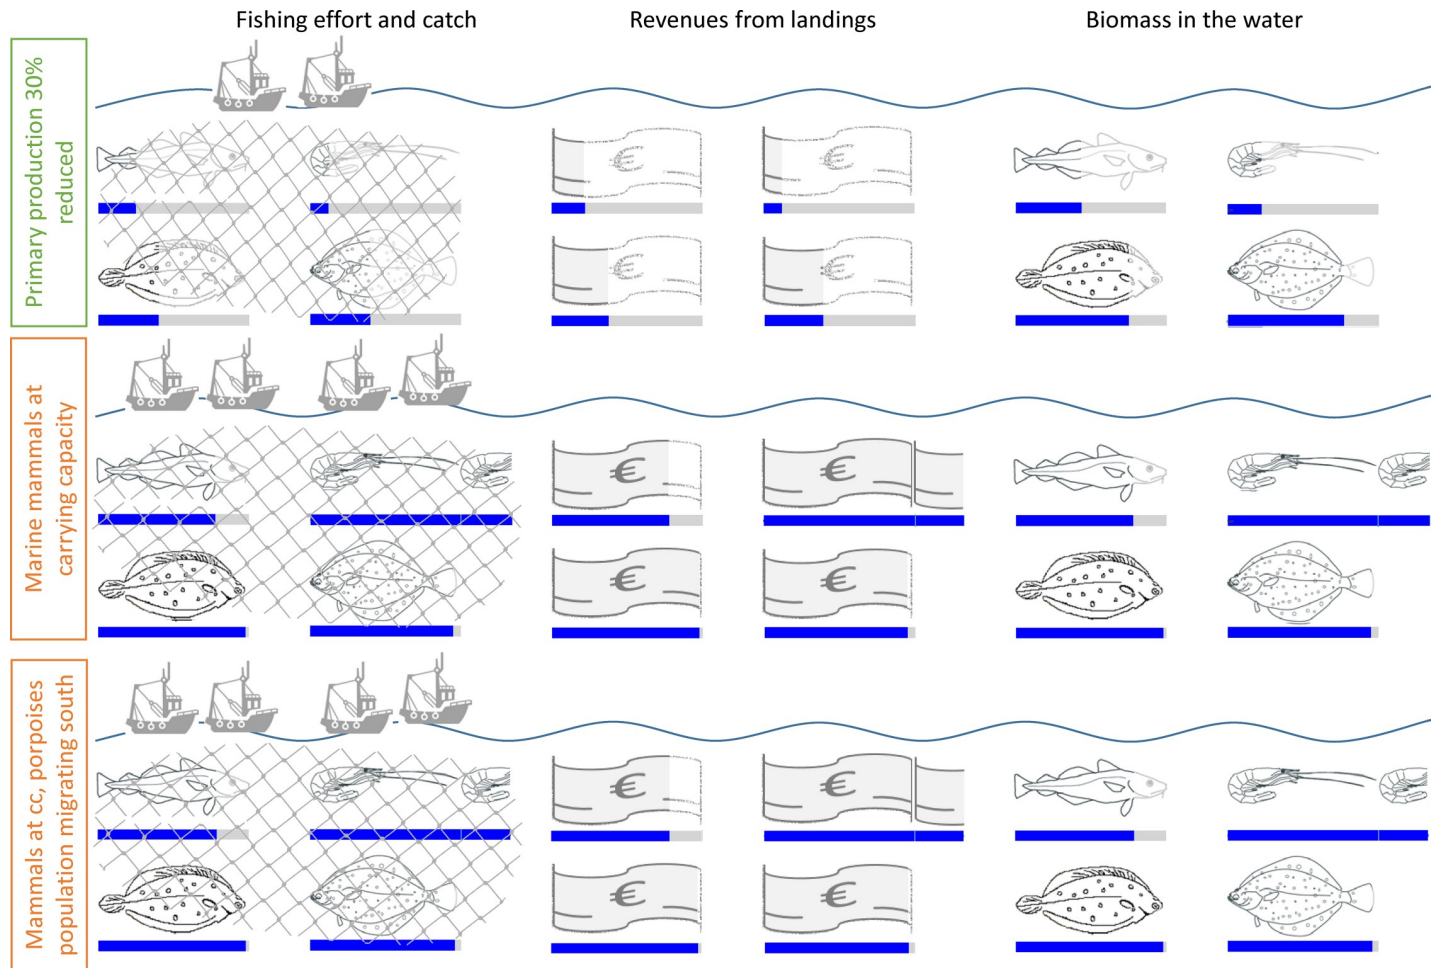 Fishing effort and catch
Revenues from landings
Biomass in the water
Primary production 30%
reduced
€
€
€
€
Marine mammals at
carrying capacity
€
€
€
€
Mammals at cc, porpoises
population migrating south
€
€
€
€